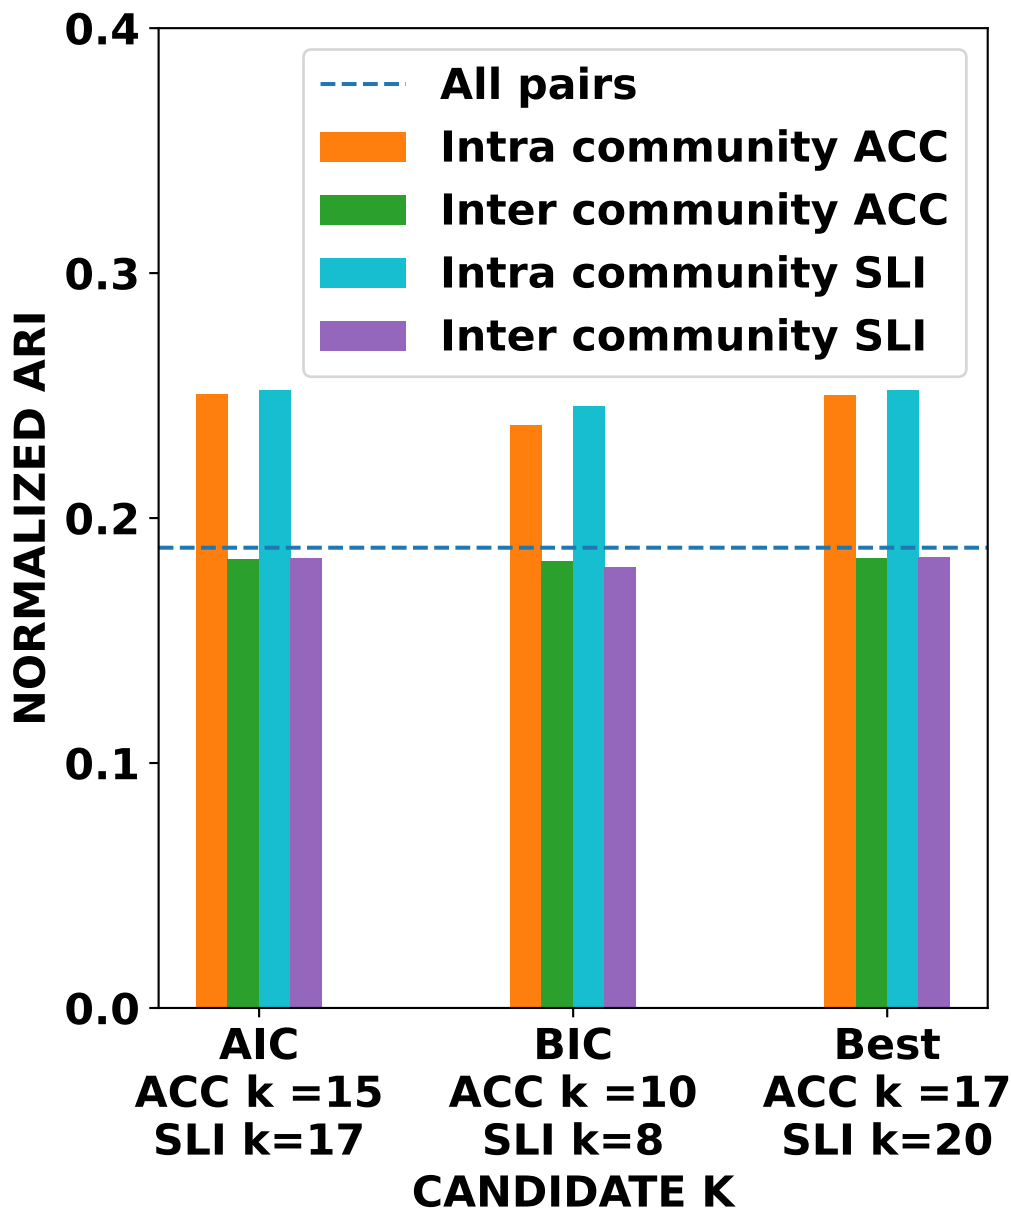 0.4
0.3
0.2
0.1
0.0
NORMALIZED ARI
All pairs
Intra community ACC
Inter community ACC
Intra community SLI
Inter community SLI
AIC
ACC k =15
SLI k=17
BIC
ACC k =10
SLI k=8
Best
ACC k =17
SLI k=20
CANDIDATE K